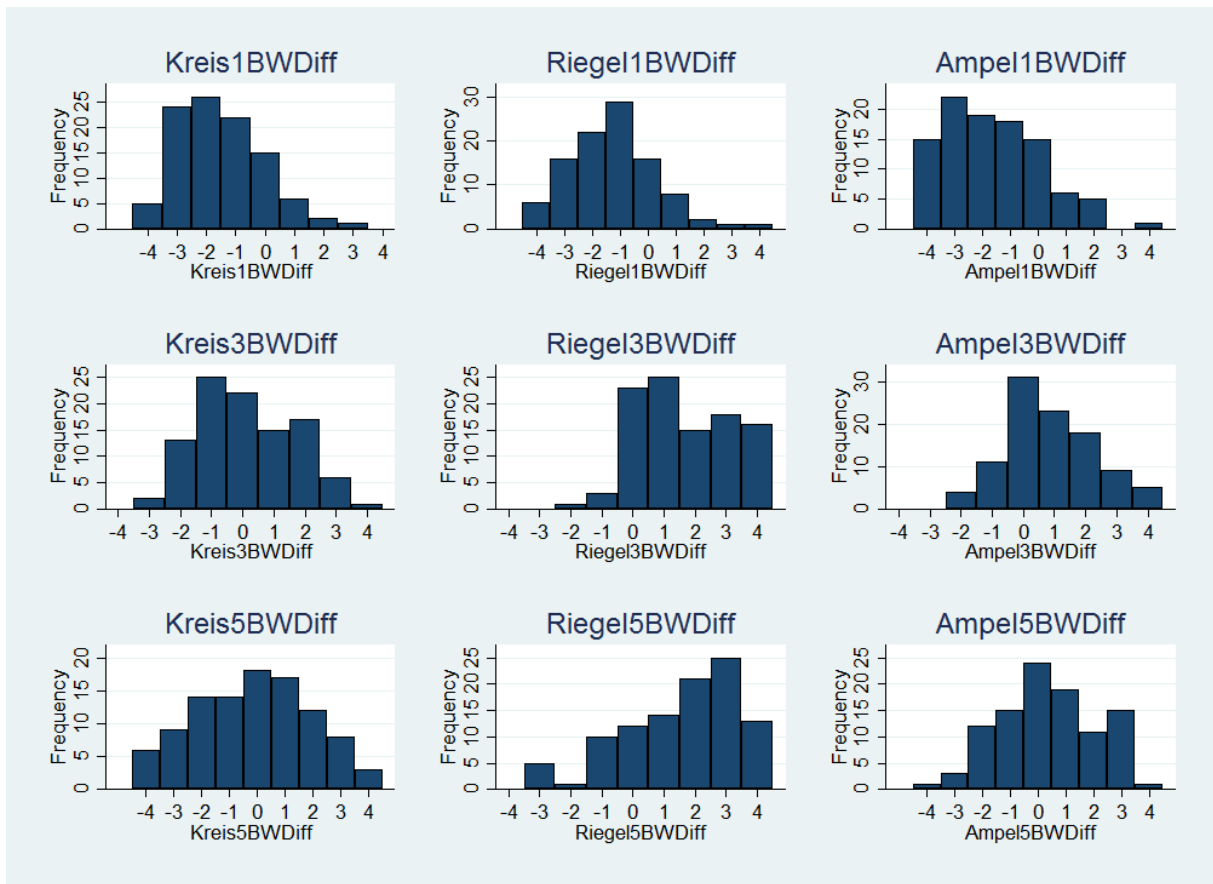 Kreis1BWDiff
Frequency
0 5 10 15 20 25
-4 -3 -2 -1 0 1 2 3 4
Kreis1BWDiff
Riegel1BWDiff
Frequency
0 10 20 30
-4 -3 -2 -1 0 1 2 3 4
Riegel1BWDiff
Ampel1BWDiff
Frequency
0 5 10 15 20
-4 -3 -2 -1 0 1 2 3 4
Ampel1BWDiff
Kreis3BWDiff
Frequency
0 5 10 15 20 25
-4 -3 -2 -1 0 1 2 3 4
Kreis3BWDiff
Riegel3BWDiff
Frequency
0 5 10 15 20 25
-4 -3 -2 -1 0 1 2 3 4
Riegel3BWDiff
Ampel3BWDiff
Frequency
0 10 20 30
-4 -3 -2 -1 0 1 2 3 4
Ampel3BWDiff
Kreis5BWDiff
Frequency
0 5 10 15 20
-4 -3 -2 -1 0 1 2 3 4
Kreis5BWDiff
Riegel5BWDiff
Frequency
0 5 10 15 20 25
-4 -3 -2 -1 0 1 2 3 4
Riegel5BWDiff
Ampel5BWDiff
Frequency
0 5 10 15 20 25
-4 -3 -2 -1 0 1 2 3 4
Ampel5BWDiff